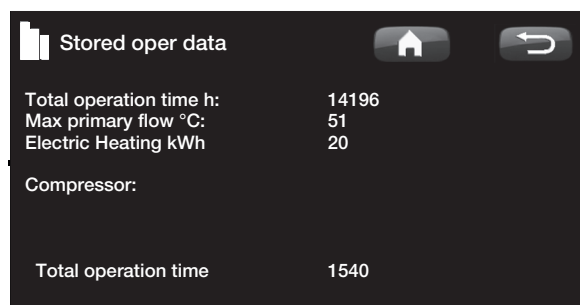 Stored oper data
Total operation time h: 14196
Max primary flow °C: 51
Electric Heating kWh 20
Compressor:
Total operation time 1540